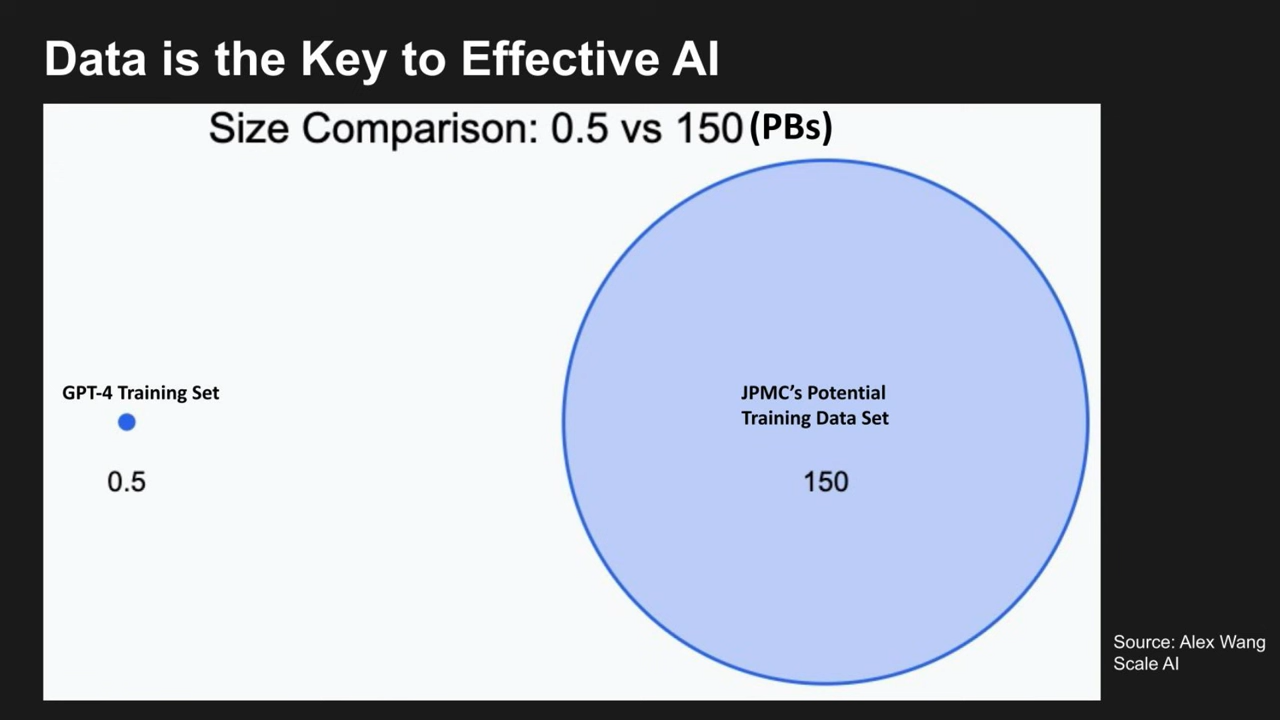 Data is the Key to Effective AI
Size Comparison: 0.5 vs 150 (PBs)
GPT-4 Training Set
0.5
JPMC’s Potential
Training Data Set
150
Source: Alex Wang
Scale AI